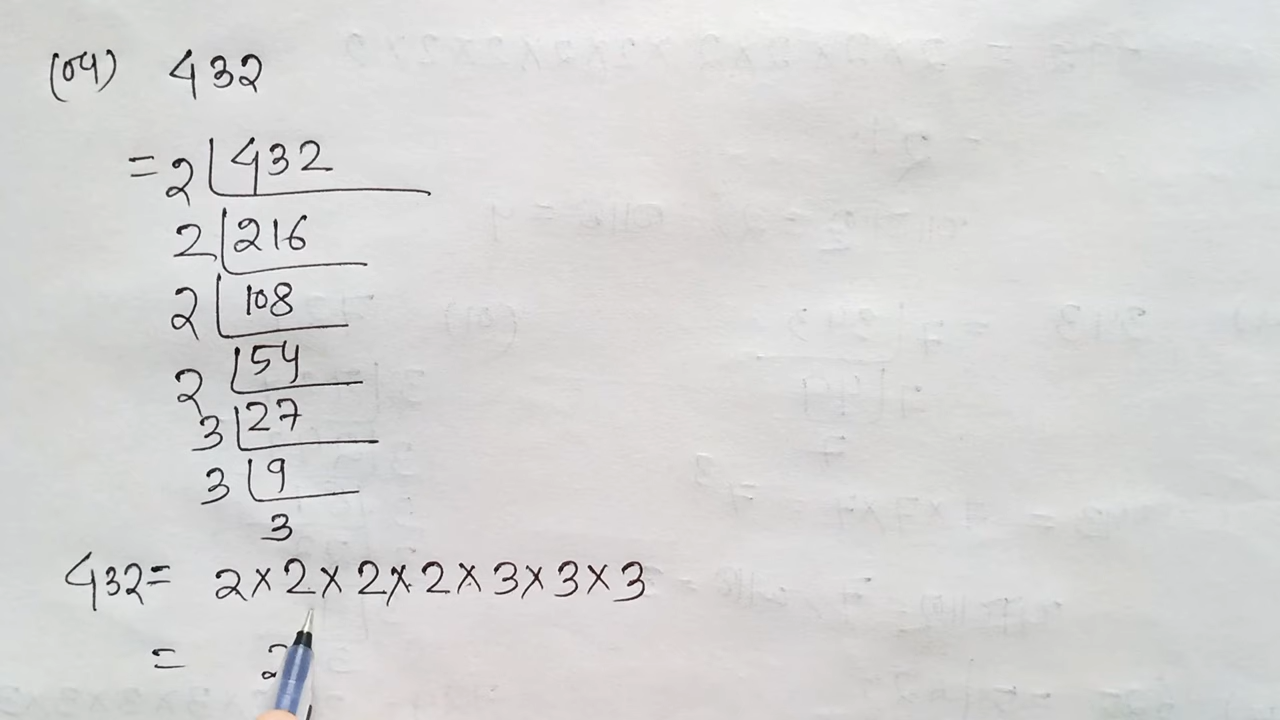 (04) 432
= 2 | 432
2 | 216
2 | 108
2 | 54
3 | 27
3 | 9
3
432 = 2 × 2 × 2 × 2 × 3 × 3 × 3
= 2